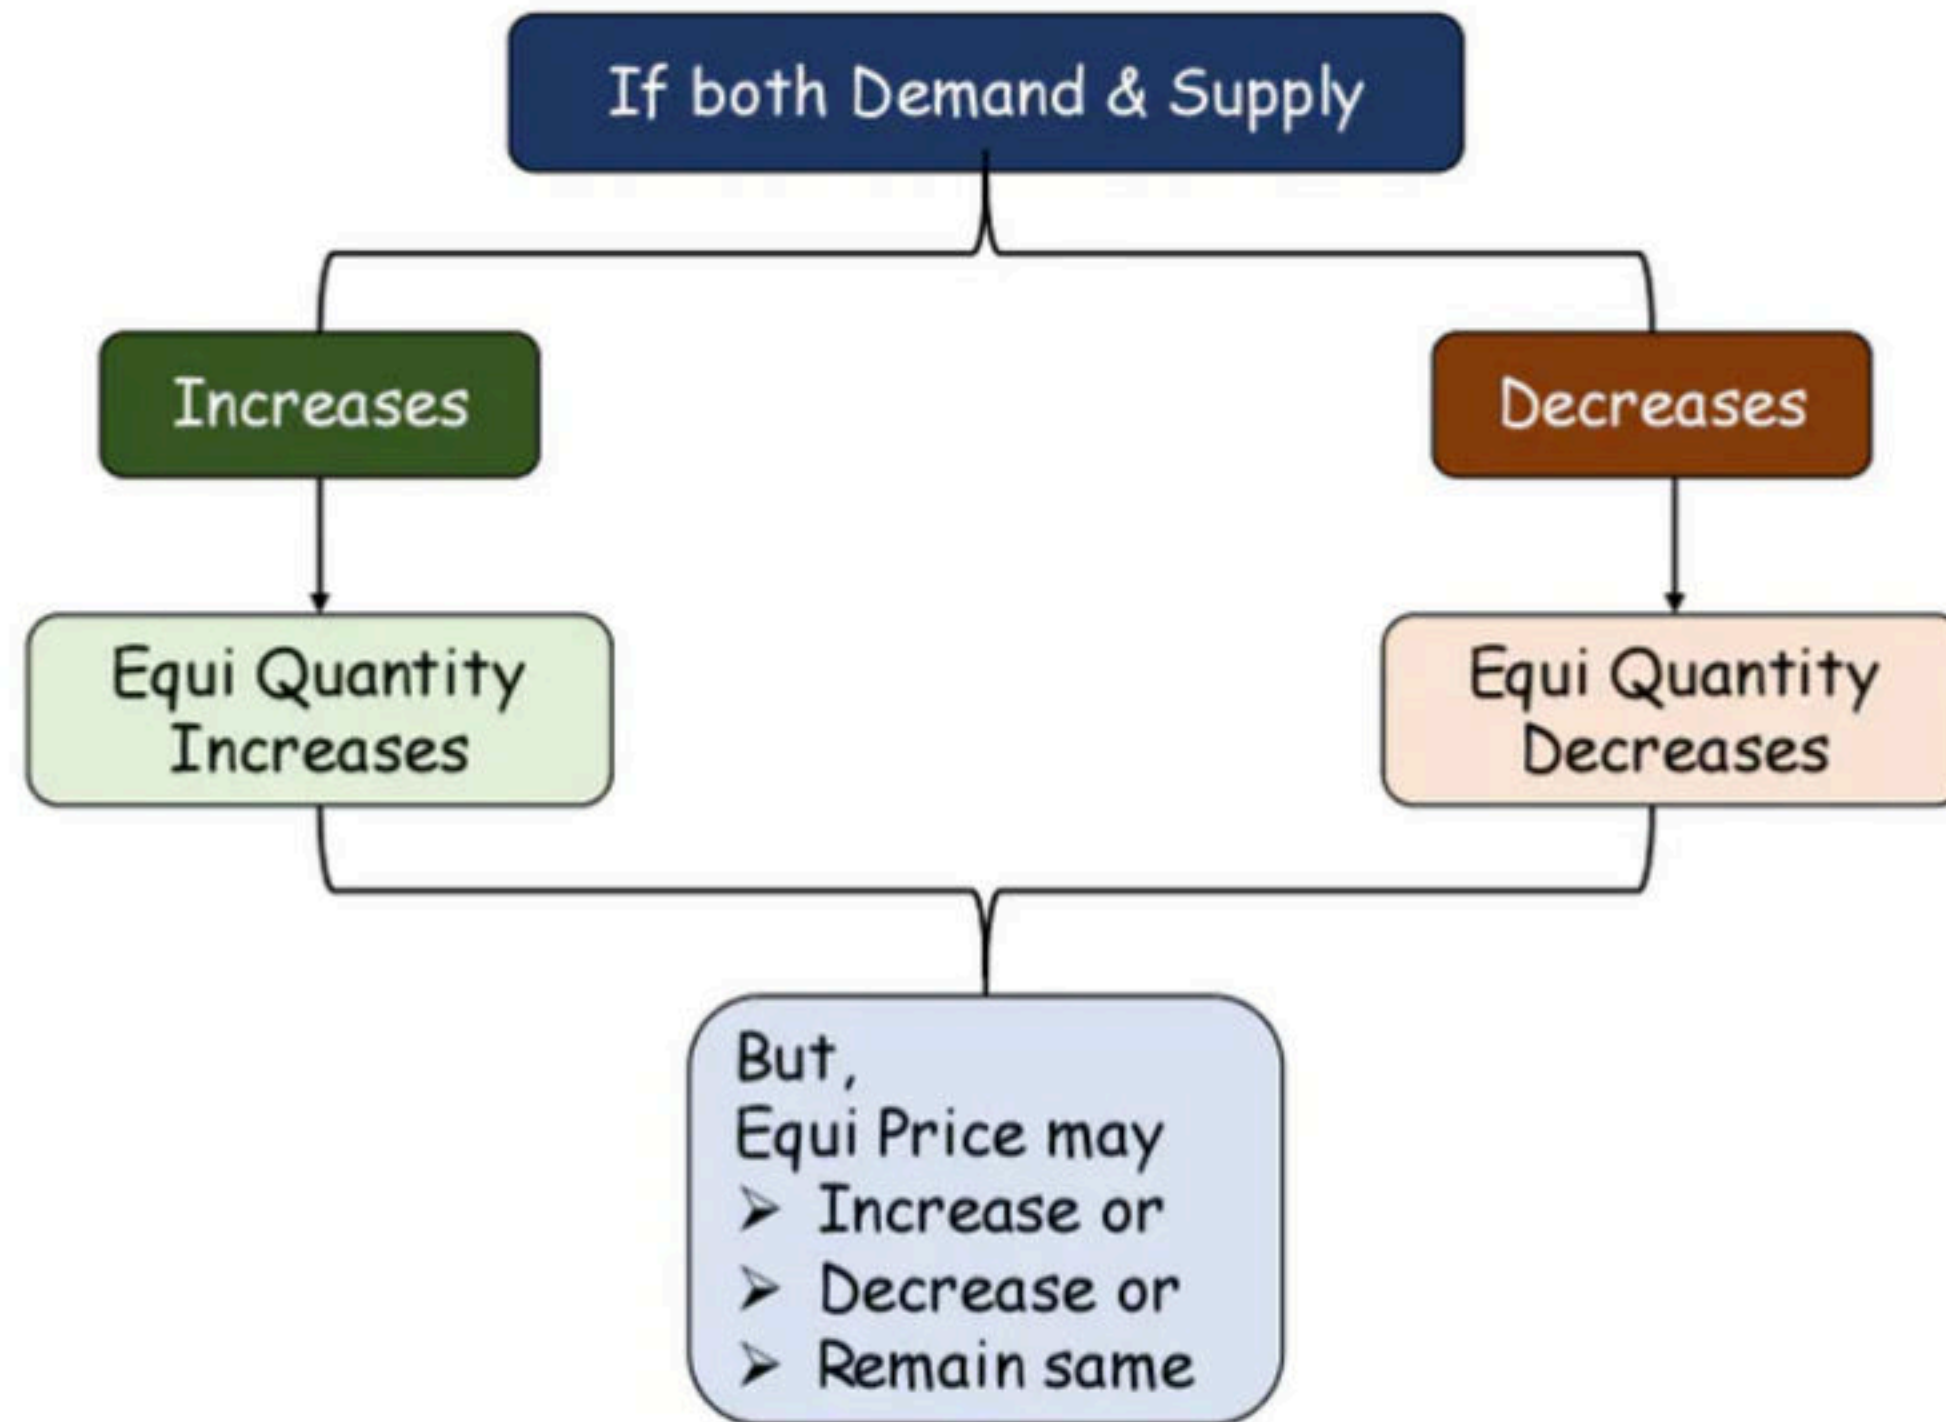 If both Demand & Supply
Increases
Decreases
Equi Quantity
Increases
Equi Quantity
Decreases
But,
Equi Price may
➢ Increase or
➢ Decrease or
➢ Remain same